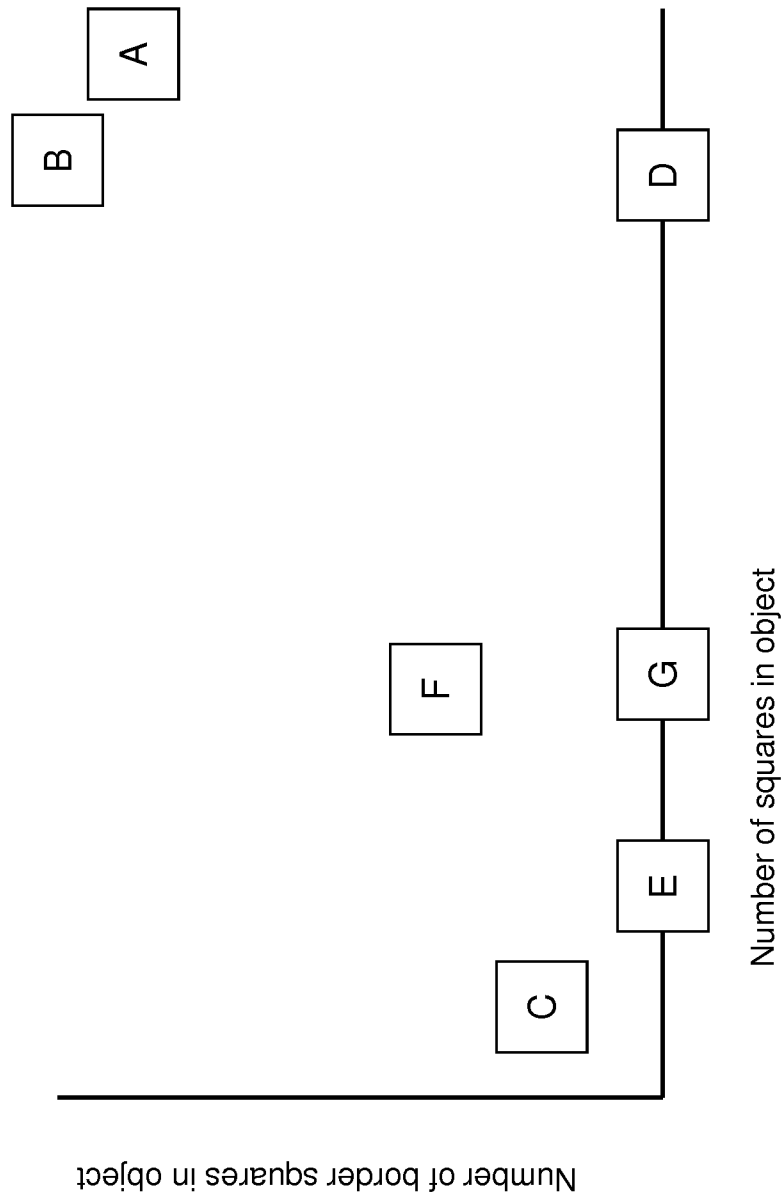 B
A
F
C
D
G
E
Number of squares in object
Number of border squares in object